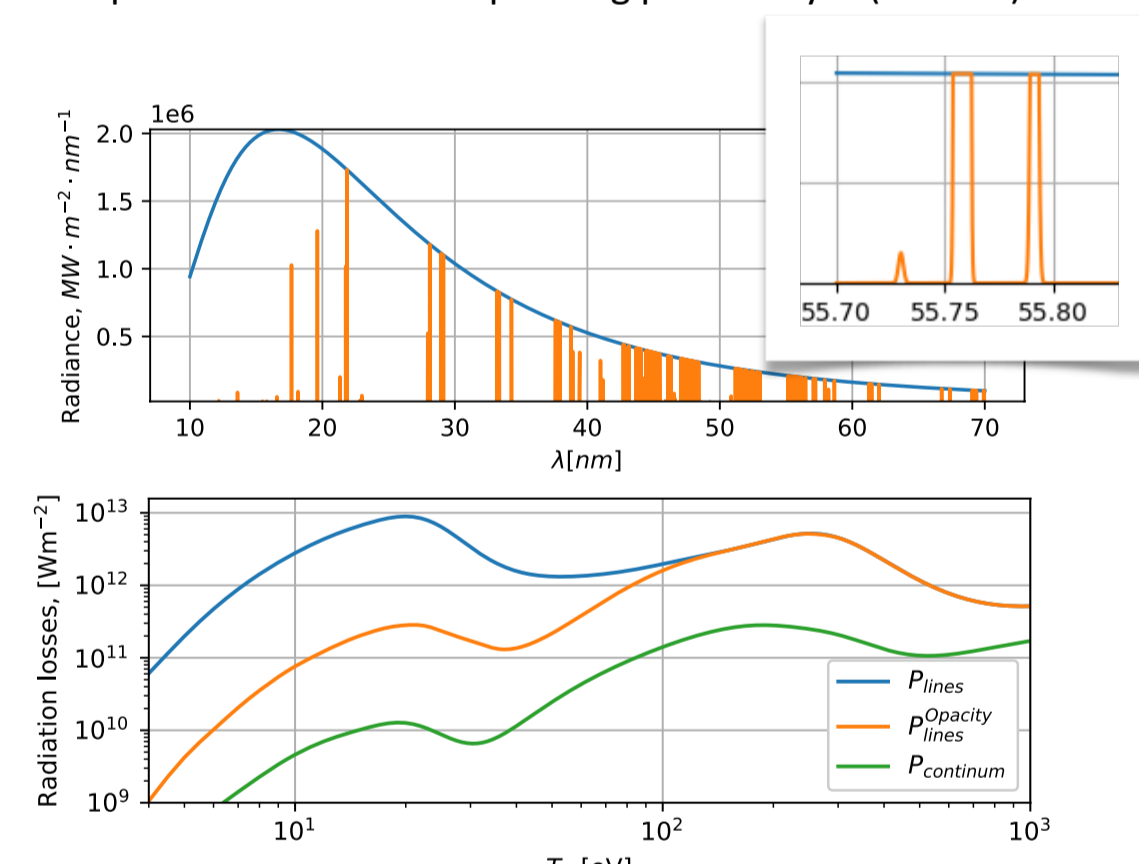 1e6
2.0
1.5
1.0
0.5
Radiance, MW · m⁻² · nm⁻¹
10 20 30 40 50 60 70
λ[nm]
55.70 55.75 55.80
10¹³
10¹²
10¹¹
10¹⁰
10⁹
Radiation losses, [Wm⁻²]
P_lines
P_lines^Opacity
P_continum
10¹ 10² 10³